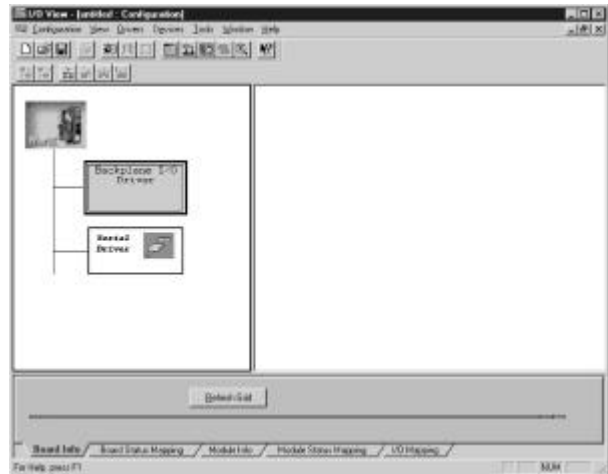 I/O View - [untitled : Configuration]
Configuration View Drivers Devices Tools Window Help
Backplane I/O
Driver
Serial
Driver
Refresh Grid
Board Info
Board Status Mapping
Module Info
Module Status Mapping
I/O Mapping
For Help, press F1
NUM